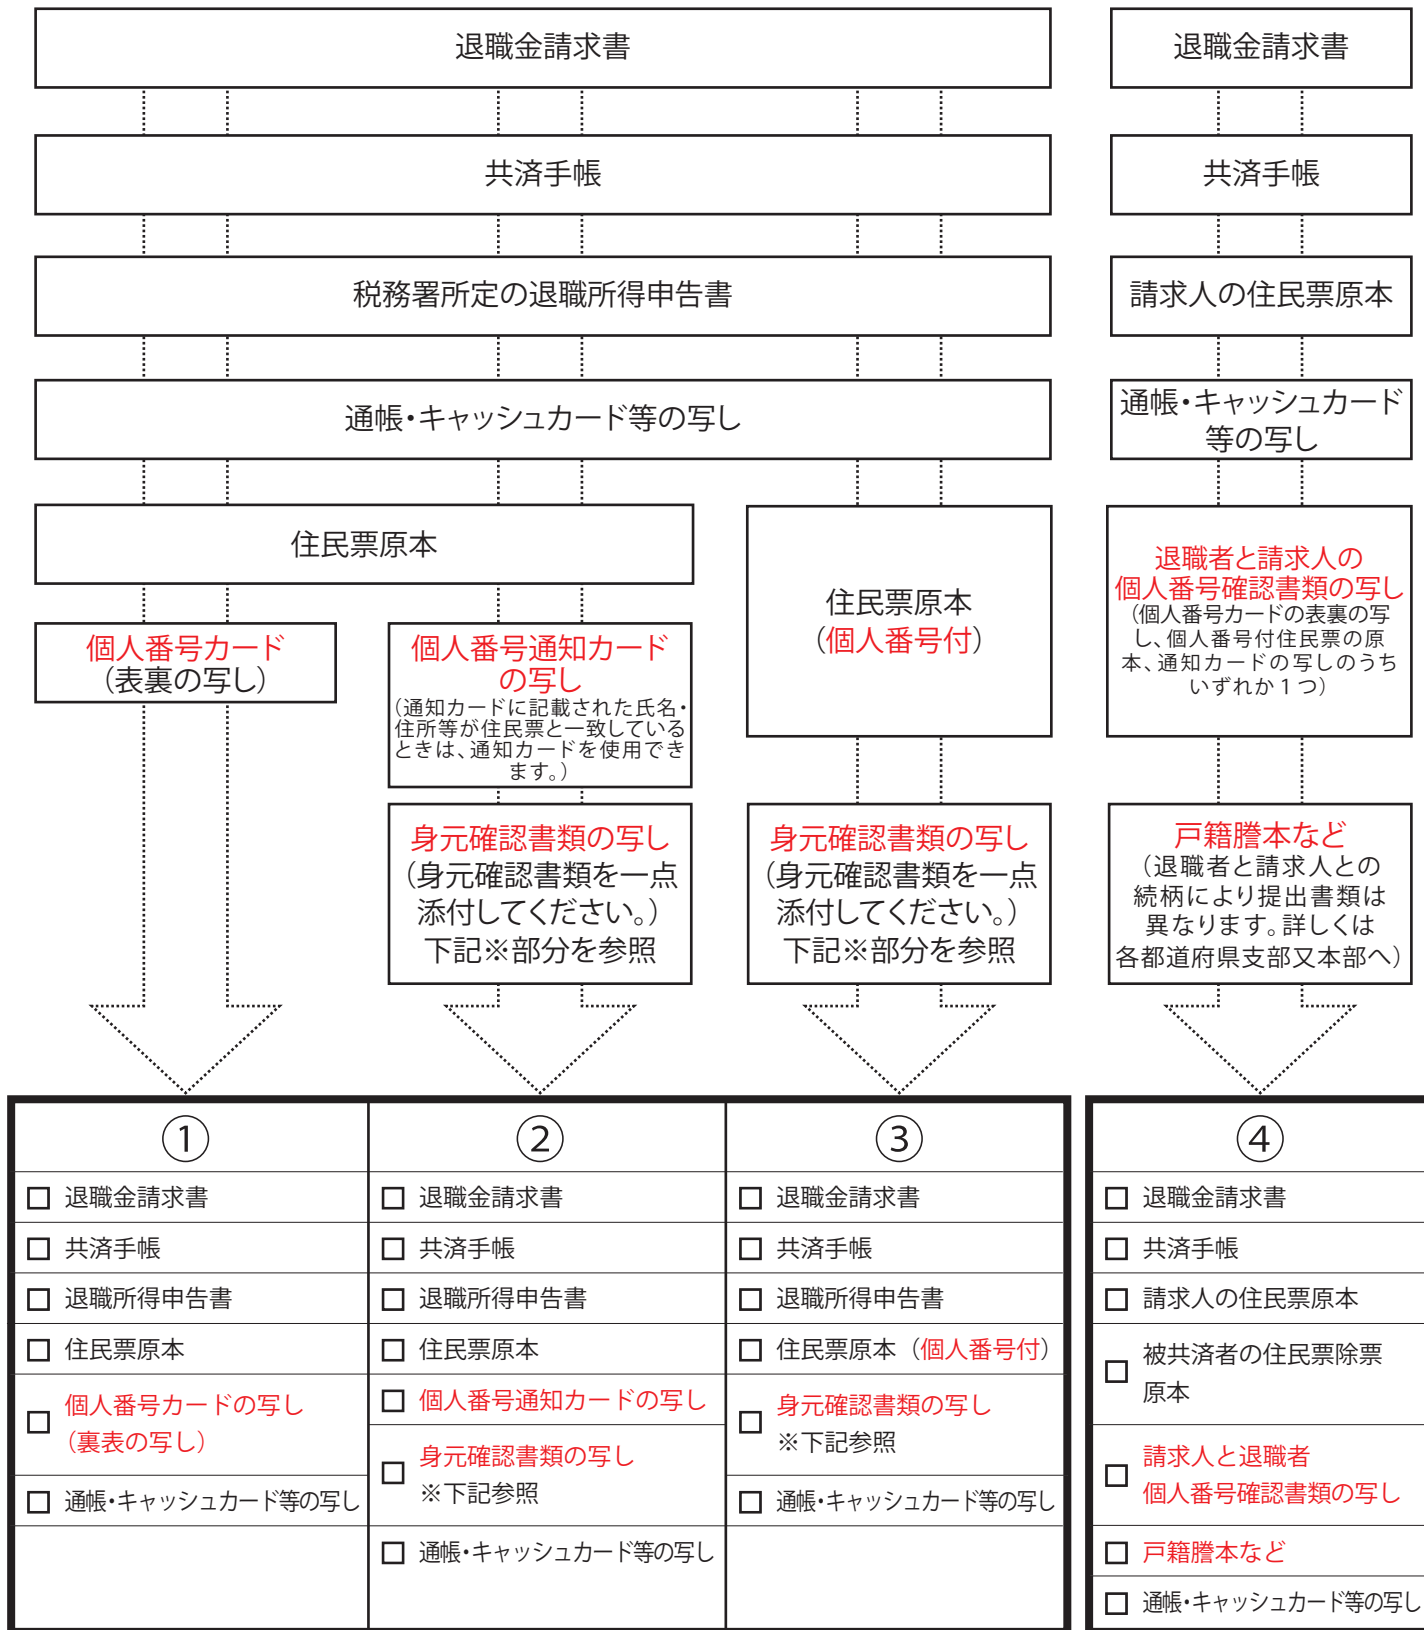 退職金請求書
共済手帳
税務署所定の退職所得申告書
通帳・キャッシュカード等の写し
住民票原本
個人番号カード
(表裏の写し)
個人番号通知カード
の写し
(通知カードに記載された氏名・
住所等が住民票と一致している
ときは、通知カードを使用でき
ます。)
身元確認書類の写し
(身元確認書類を一点
添付してください。)
下記※部分を参照
住民票原本
(個人番号付)
身元確認書類の写し
(身元確認書類を一点
添付してください。)
下記※部分を参照
退職金請求書
共済手帳
請求人の住民票原本
通帳・キャッシュカード
等の写し
退職者と請求人の
個人番号確認書類の写し
(個人番号カードの表裏の写
し、個人番号付住民票の原
本、通知カードの写しのうち
いずれか1つ)
戸籍謄本など
(退職者と請求人との
続柄により提出書類は
異なります。詳しくは
各都道府県支部又本部へ)
①
□ 退職金請求書
□ 共済手帳
□ 退職所得申告書
□ 住民票原本
□ 個人番号カードの写し
(裏表の写し)
□ 通帳・キャッシュカード等の写し
②
□ 退職金請求書
□ 共済手帳
□ 退職所得申告書
□ 住民票原本
□ 個人番号通知カードの写し
□ 身元確認書類の写し
※下記参照
□ 通帳・キャッシュカード等の写し
③
□ 退職金請求書
□ 共済手帳
□ 退職所得申告書
□ 住民票原本(個人番号付)
□ 身元確認書類の写し
※下記参照
□ 通帳・キャッシュカード等の写し
④
□ 退職金請求書
□ 共済手帳
□ 請求人の住民票原本
□ 被共済者の住民票除票
原本
□ 請求人と退職者
個人番号確認書類の写し
□ 戸籍謄本など
□ 通帳・キャッシュカード等の写し